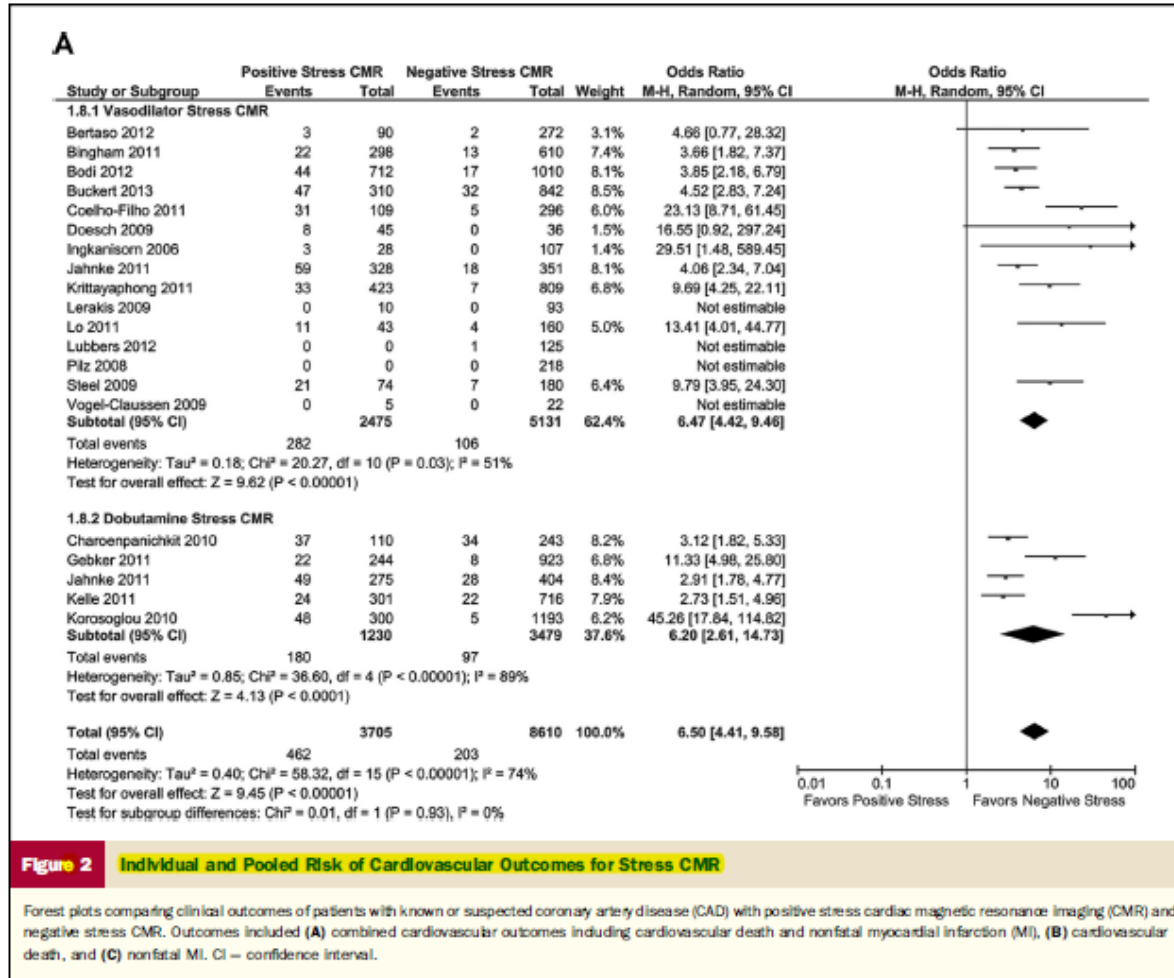 A
Positive Stress CMR Negative Stress CMR Odds Ratio Odds Ratio
Study or Subgroup Events Total Events Total Weight M-H, Random, 95% CI M-H, Random, 95% CI
1.8.1 Vasodilator Stress CMR
Bertaso 2012 3 90 2 272 3.1% 4.66 [0.77, 28.32]
Bingham 2011 22 298 13 610 7.4% 3.66 [1.82, 7.37]
Bodi 2012 44 712 17 1010 8.1% 3.85 [2.18, 6.79]
Buckert 2013 47 310 32 842 8.5% 4.52 [2.83, 7.24]
Coelho-Filho 2011 31 109 5 296 6.0% 23.13 [8.71, 61.45]
Doesch 2009 8 45 0 36 1.5% 16.55 [0.92, 297.24]
Ingkanisorn 2006 3 28 0 107 1.4% 29.51 [1.48, 589.45]
Jahnke 2011 59 328 18 351 8.1% 4.06 [2.34, 7.04]
Krittayaphong 2011 33 423 7 809 6.8% 9.69 [4.25, 22.11]
Lerakis 2009 0 10 0 93 Not estimable
Lo 2011 11 43 4 160 5.0% 13.41 [4.01, 44.77]
Lubbers 2012 0 0 1 125 Not estimable
Pilz 2008 0 0 0 218 Not estimable
Steel 2009 21 74 7 180 6.4% 9.79 [3.95, 24.30]
Vogel-Claussen 2009 0 5 0 22 Not estimable
Subtotal (95% CI) 2475 5131 62.4% 6.47 [4.42, 9.46]
Total events 282 106
Heterogeneity: Tau² = 0.18; Chi² = 20.27, df = 10 (P = 0.03); I² = 51%
Test for overall effect: Z = 9.62 (P < 0.00001)
1.8.2 Dobutamine Stress CMR
Charoenpanichkit 2010 37 110 34 243 8.2% 3.12 [1.82, 5.33]
Gebker 2011 22 244 8 923 6.8% 11.33 [4.98, 25.80]
Jahnke 2011 49 275 28 404 8.4% 2.91 [1.78, 4.77]
Kelle 2011 24 301 22 716 7.9% 2.73 [1.51, 4.96]
Korosoglou 2010 48 300 5 1193 6.2% 45.26 [17.84, 114.82]
Subtotal (95% CI) 1230 3479 37.6% 6.20 [2.61, 14.73]
Total events 180 97
Heterogeneity: Tau² = 0.85; Chi² = 36.60, df = 4 (P < 0.00001); I² = 89%
Test for overall effect: Z = 4.13 (P < 0.0001)
Total (95% CI) 3705 8610 100.0% 6.50 [4.41, 9.58]
Total events 462 203
Heterogeneity: Tau² = 0.40; Chi² = 58.32, df = 15 (P < 0.00001); I² = 74%
Test for overall effect: Z = 9.45 (P < 0.00001)
Test for subgroup differences: Chi² = 0.01, df = 1 (P = 0.93), I² = 0%
0.01 0.1 1 10 100
Favors Positive Stress Favors Negative Stress
Figure 2 Individual and Pooled Risk of Cardiovascular Outcomes for Stress CMR
Forest plots comparing clinical outcomes of patients with known or suspected coronary artery disease (CAD) with positive stress cardiac magnetic resonance imaging (CMR) and
negative stress CMR. Outcomes included (A) combined cardiovascular outcomes including cardiovascular death and nonfatal myocardial infarction (MI), (B) cardiovascular
death, and (C) nonfatal MI. CI — confidence interval.